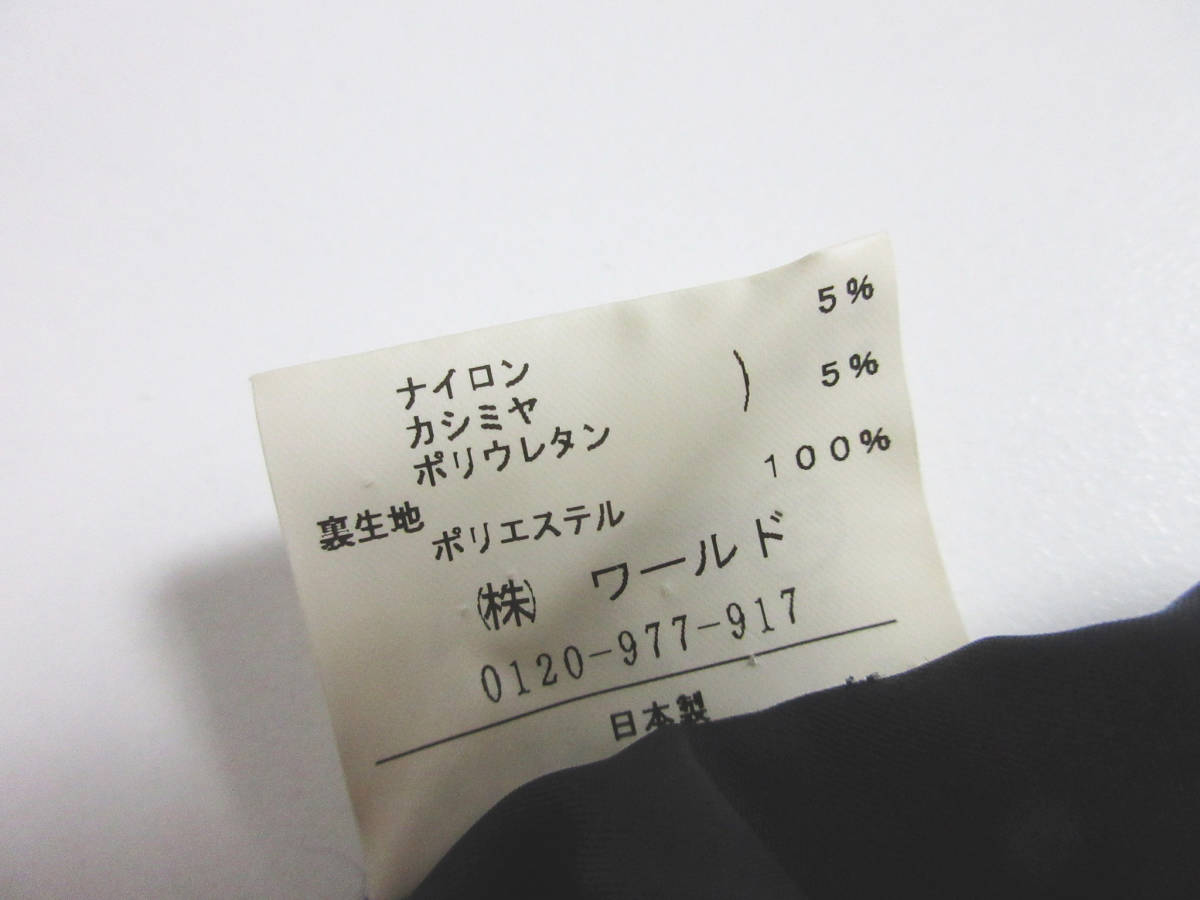 ナイロン 5%
カシミヤ )
ポリウレタン 5%
裏生地
ポリエステル 100%
(株) ワールド
0120-977-917
日本製